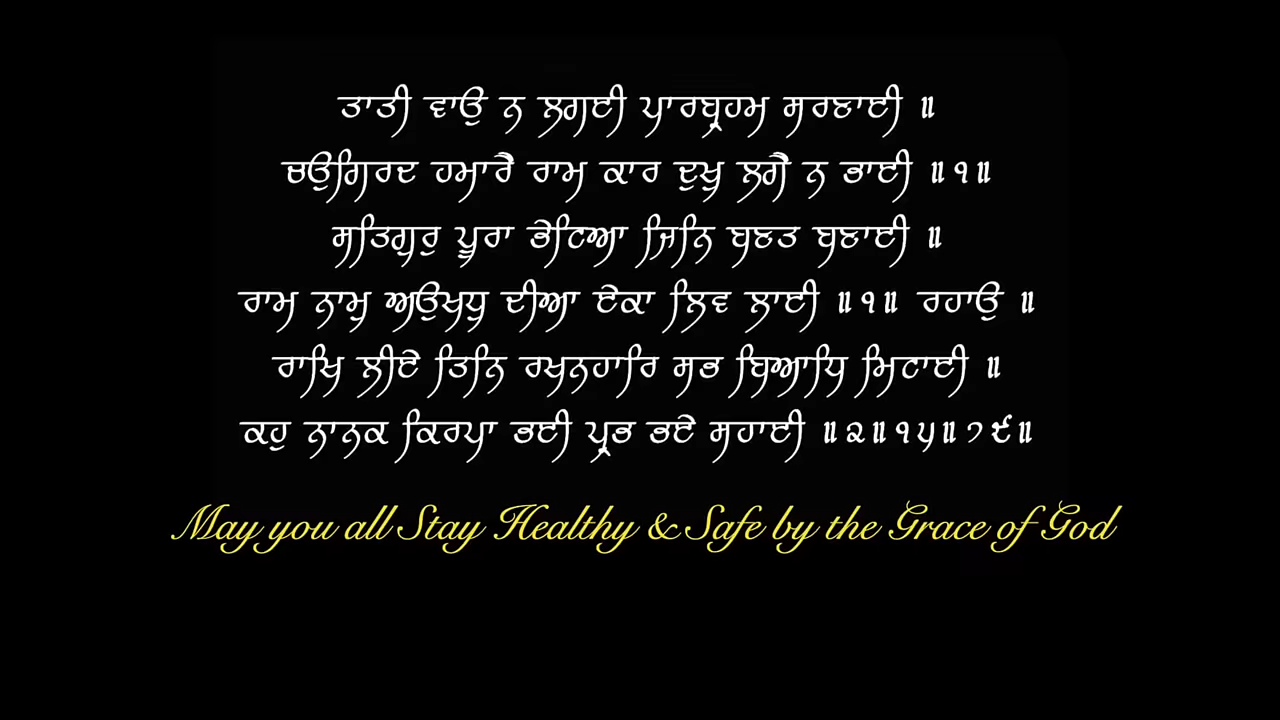 ਤਾਤੀ ਵਾਉ ਨ ਲਗਈ ਪਾਰਬ੍ਰਹਮ ਸਰਣਾਈ ॥
ਚਉਗਿਰਦ ਹਮਾਰੈ ਰਾਮ ਕਾਰ ਦੁਖੁ ਲਗੈ ਨ ਭਾਈ ॥੧॥
ਸਤਿਗੁਰੁ ਪੂਰਾ ਭੇਟਿਆ ਜਿਨਿ ਬਣਤ ਬਣਾਈ ॥
ਰਾਮ ਨਾਮੁ ਅਉਖਧੁ ਦੀਆ ਏਕਾ ਲਿਵ ਲਾਈ ॥੧॥ ਰਹਾਉ ॥
ਰਾਖਿ ਲੀਏ ਤਿਨਿ ਰਖਨਹਾਰਿ ਸਭ ਬਿਆਧਿ ਮਿਟਾਈ ॥
ਕਹੁ ਨਾਨਕ ਕਿਰਪਾ ਭਈ ਪ੍ਰਭ ਭਏ ਸਹਾਈ ॥੨॥੧੫॥੭੯॥
May you all Stay Healthy & Safe by the Grace of God